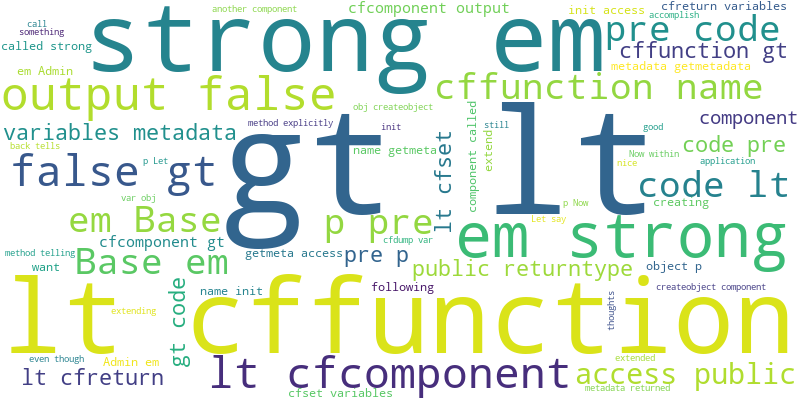 another component
cfcomponent output
init access
cfreturn variables
call
something
called strong
strong em
accomplish
pre code
cffunction gt
em Admin
metadata getmetadata
output false
cffunction name
obj createobject
variables metadata
method explicitly
init
gt lt
component called
still
good
component
back tells
name getmeta
lt cfset
extend
Now within
code pre
false gt
p Let
nice
application
code lt
var obj
creating
em Base
p pre
p Now
Let say
em strong
cfcomponent gt
cfdump var
method telling
want
Base em
getmeta access
pre p
public returntype
object p
lt cffunction
gt code
name init
following
createobject component
extending
thoughts
even though
Admin em
lt cfreturn
lt cfcomponent
extended
access public
cfset variables
metadata returned